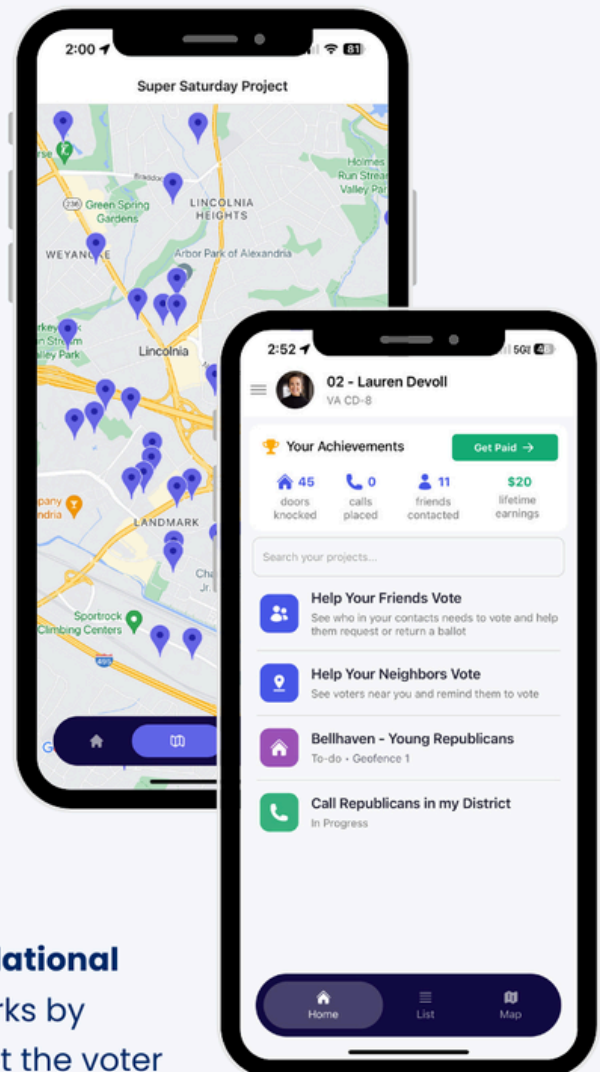 2:00
81
Super Saturday Project
Braddock
236
Green Spring
Gardens
LINCOLNIA
HEIGHTS
Holmes
Run Stream
Valley Par
Arbor Park of Alexandria
Lincolnia
LANDMARK
Sportrock
Climbing Centers
495
2:52
5G
02 - Lauren Devoll
VA CD-8
Your Achievements
Get Paid →
45
doors
knocked
0
calls
placed
11
friends
contacted
$20
lifetime
earnings
Search your projects...
Help Your Friends Vote
See who in your contacts needs to vote and help
them request or return a ballot
Help Your Neighbors Vote
See voters near you and remind them to vote
Bellhaven - Young Republicans
To-do • Geofence 1
Call Republicans in my District
In Progress
Home
List
Map
lational
rks by
t the voter